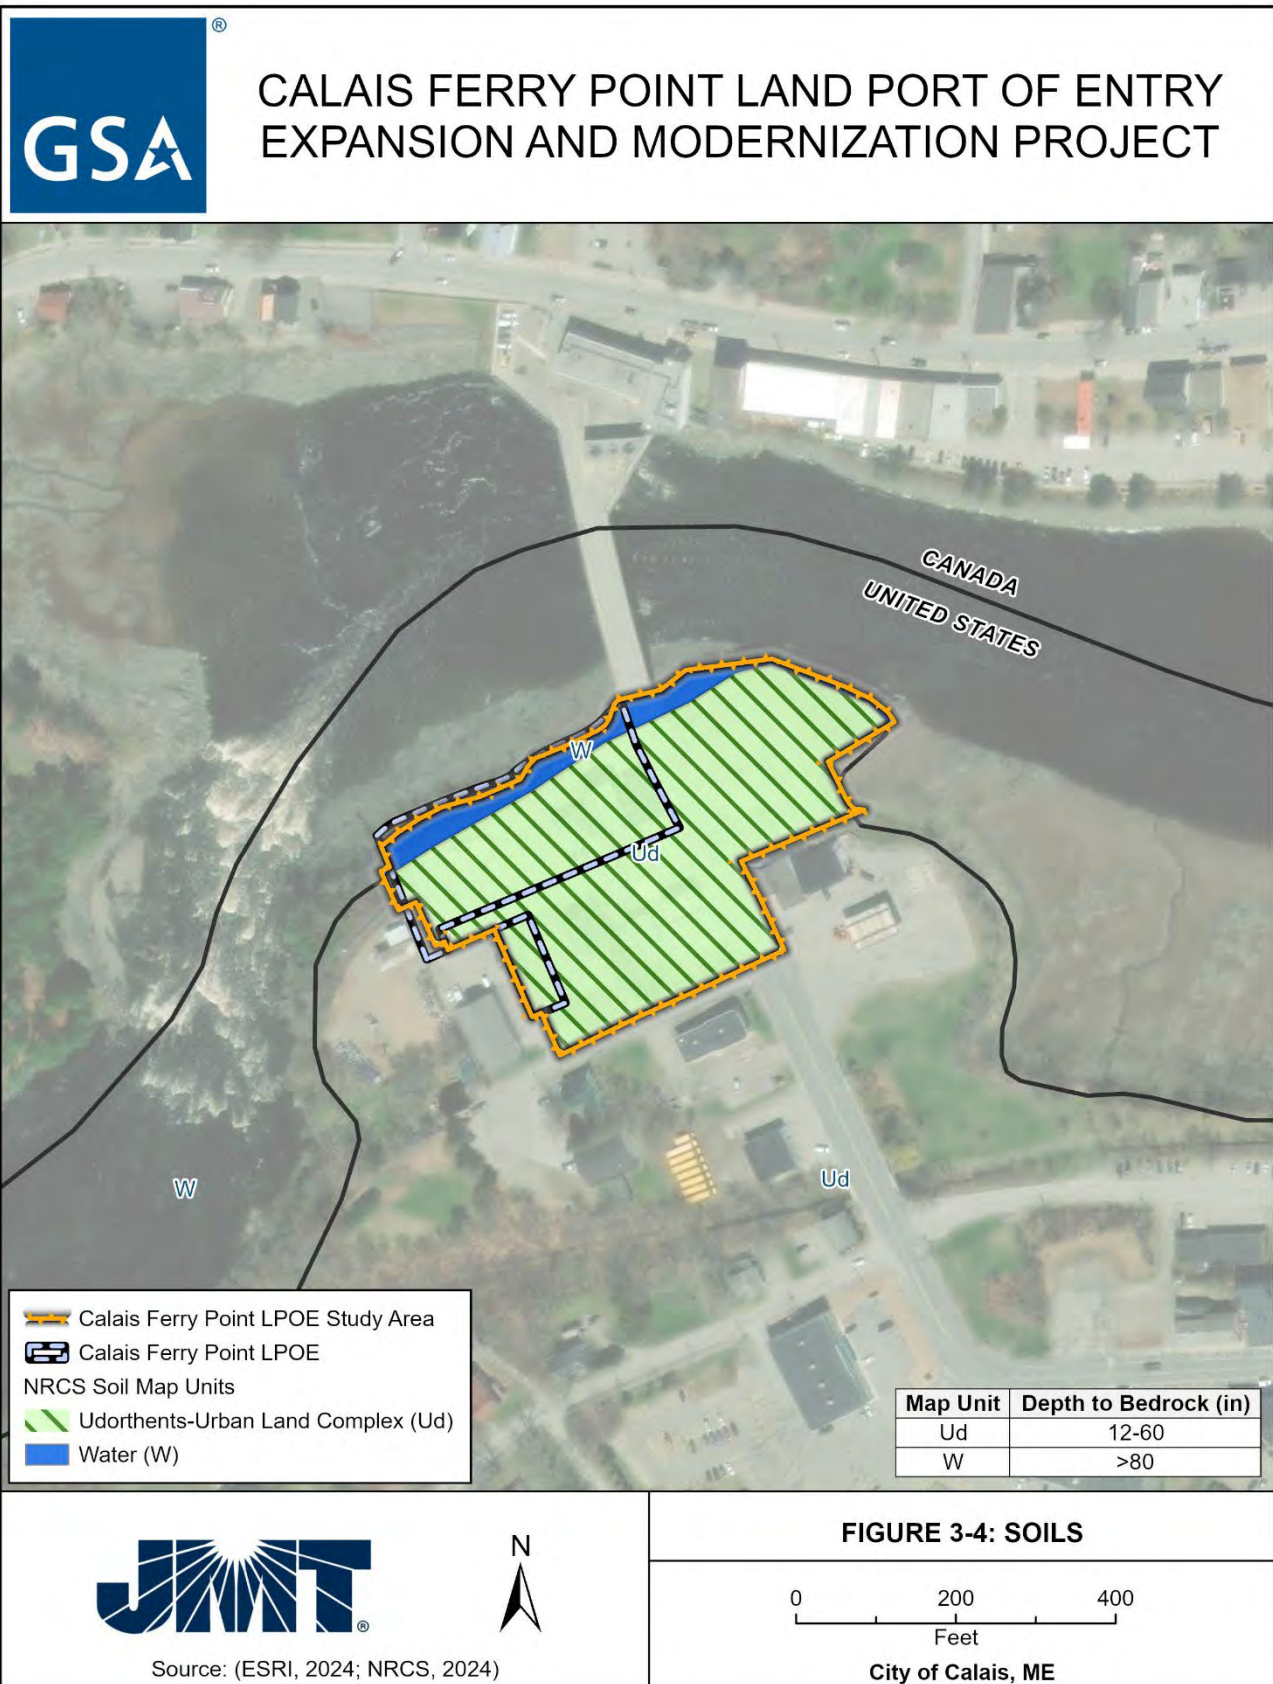 GSA
®
CALAIS FERRY POINT LAND PORT OF ENTRY
EXPANSION AND MODERNIZATION PROJECT
CANADA
UNITED STATES
W
Ud
W
Ud
Calais Ferry Point LPOE Study Area
Calais Ferry Point LPOE
NRCS Soil Map Units
Udorthents-Urban Land Complex (Ud)
Water (W)
Map Unit Depth to Bedrock (in)
Ud 12-60
W >80
JMT®
Source: (ESRI, 2024; NRCS, 2024)
N
FIGURE 3-4: SOILS
0 200 400
Feet
City of Calais, ME